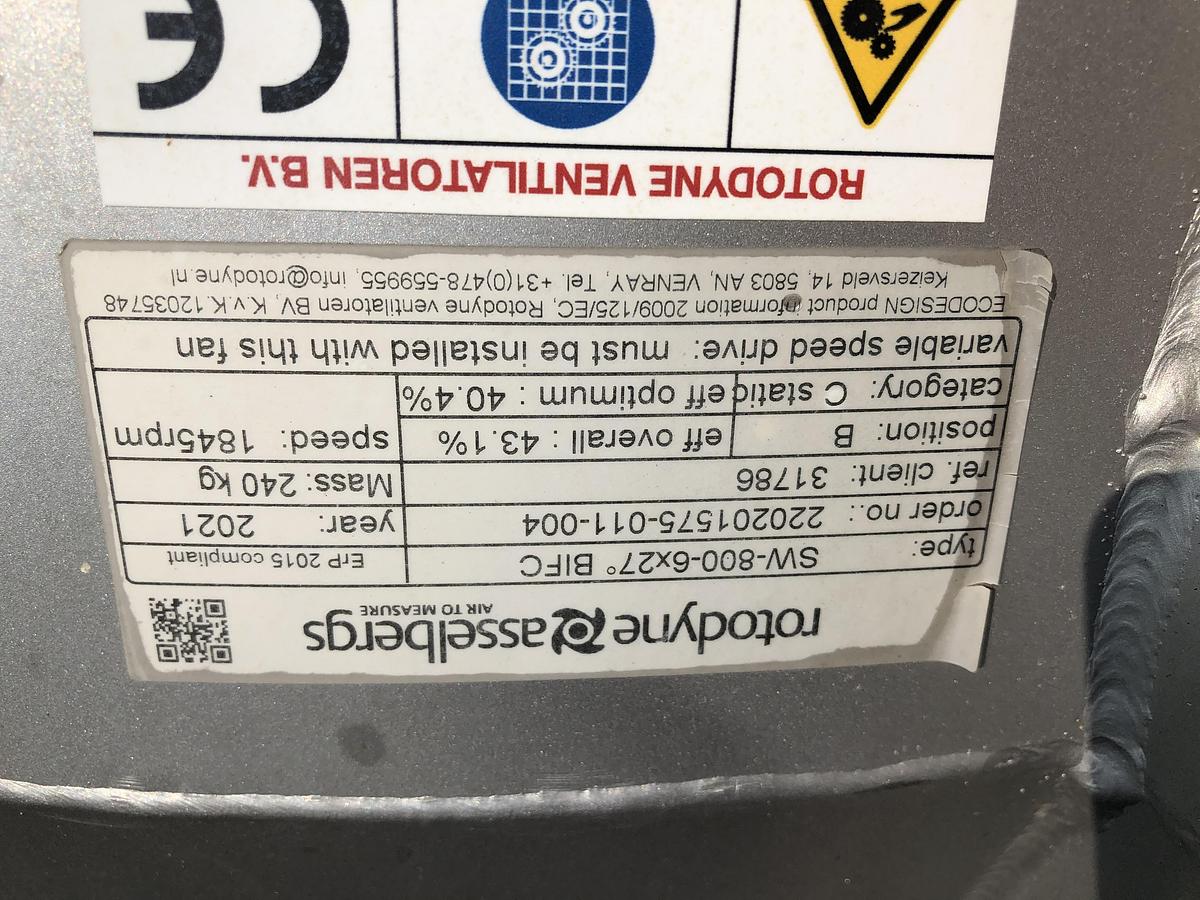 rotodyne asselbergs
AIR TO MEASURE
type: SW-800-6x27° BIFC ErP 2015 compliant
order no.: 22021575-011-004 year: 2021
ref. client: 31786 Mass: 240 kg
position: B eff overall : 43.1% speed: 1845rpm
category: C static eff optimum : 40.4%
variable speed drive: must be installed with this fan
ECODESIGN product information 2009/125/EC, Rotodyne ventilatoren BV, K.v.K.12035748
Keizersveld 14, 5803 AN, VENRAY, Tel. +31(0)478-559955, info@rotodyne.nl
ROTODYNE VENTILATOREN B.V.
CE